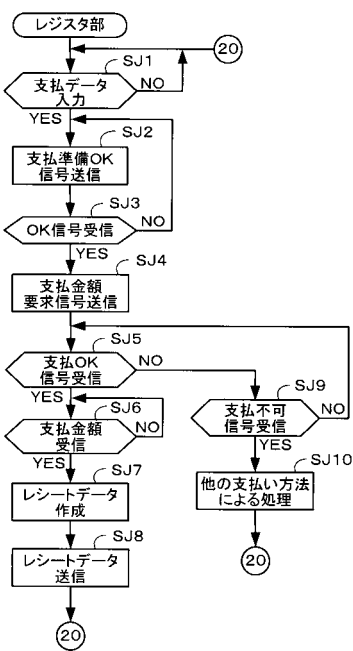 レジスタ部
20
SJ1
支払データ
入力
NO
YES
SJ2
支払準備OK
信号送信
SJ3
OK信号受信
NO
YES
SJ4
支払金額
要求信号送信
SJ5
支払OK
信号受信
NO
YES
SJ6
支払金額
受信
NO
YES
SJ7
レシートデータ
作成
SJ8
レシートデータ
送信
20
SJ9
支払不可
信号受信
NO
YES
SJ10
他の支払い方法
による処理
20